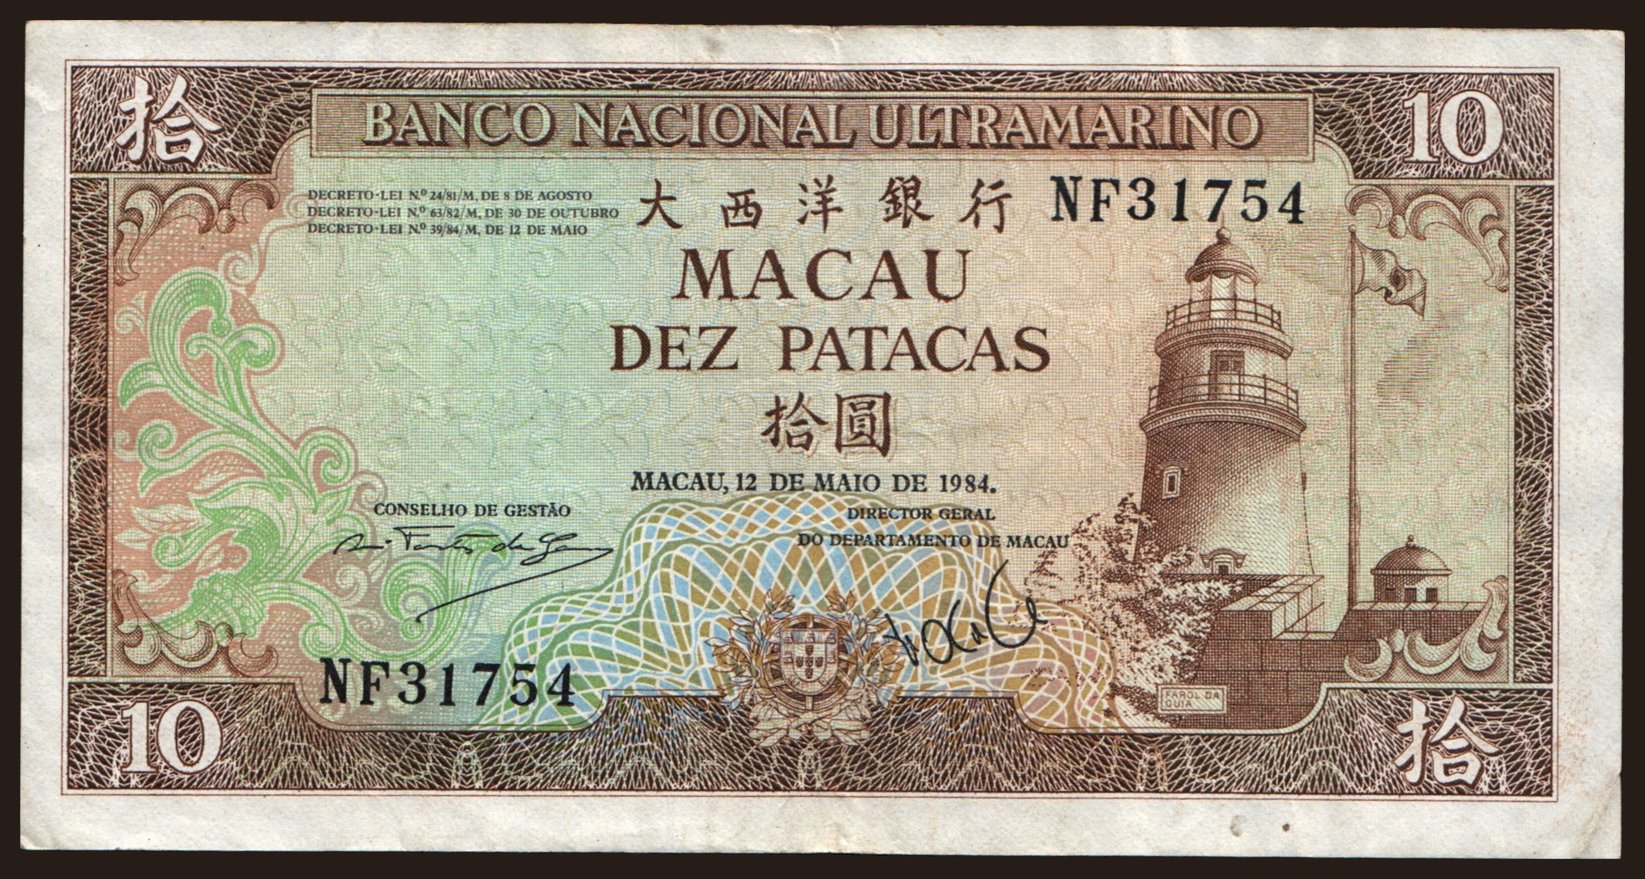 拾
BANCO NACIONAL ULTRAMARINO
10
DECRETO-LEI N.º 24/81/M, DE 8 DE AGOSTO
DECRETO-LEI N.º 63/82/M, DE 30 DE OUTUBRO
DECRETO-LEI N.º 39/84/M, DE 12 DE MAIO
大西洋銀行
NF31754
MACAU
DEZ PATACAS
拾圓
MACAU, 12 DE MAIO DE 1984.
CONSELHO DE GESTÃO
DIRECTOR GERAL
DO DEPARTAMENTO DE MACAU
NF31754
FAROL DA
GUIA
10
拾